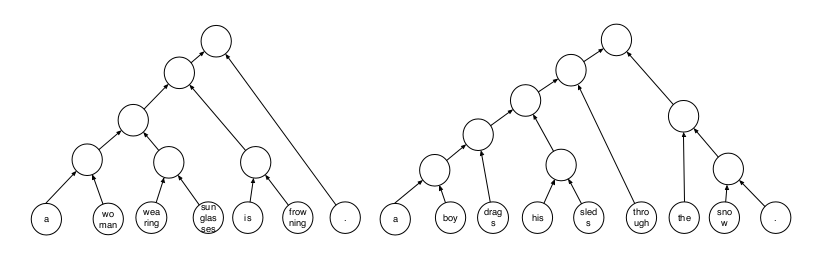 a
wo
man
wea
ring
sun
glas
ses
is
frow
ning
.
a
boy
drag
s
his
sled
s
thro
ugh
the
sno
w
.